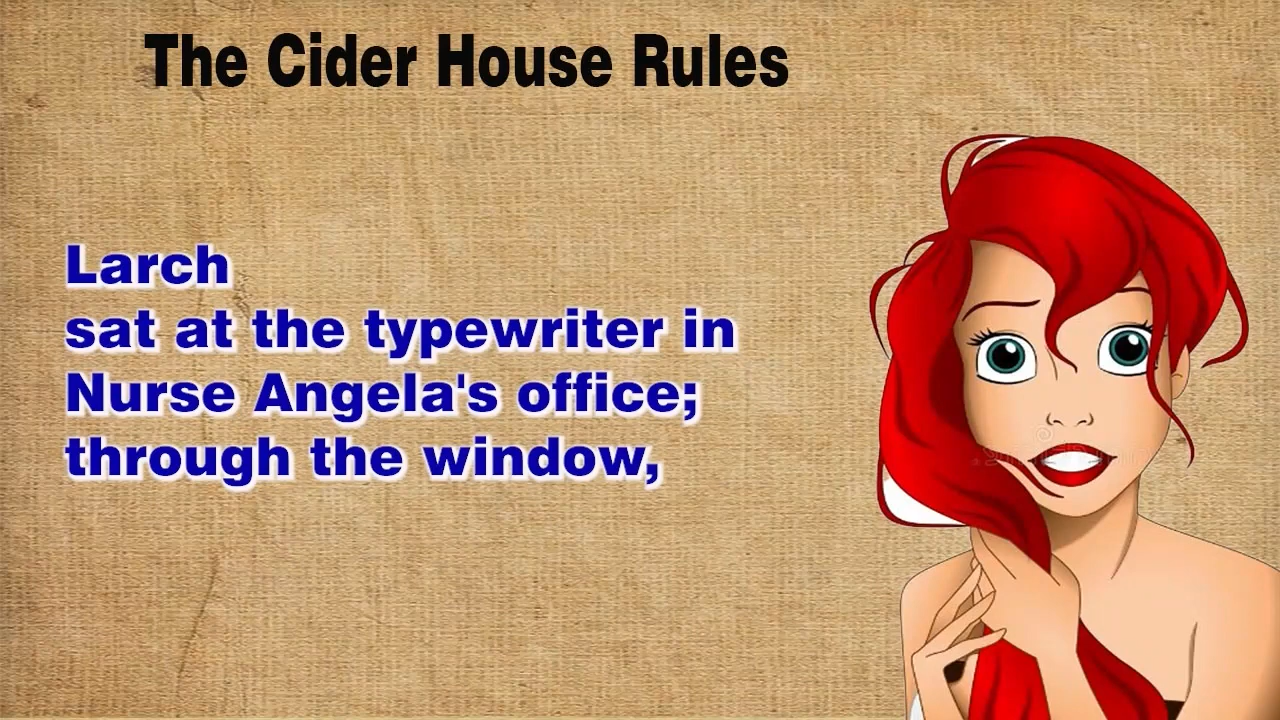 The Cider House Rules
Larch
sat at the typewriter in
Nurse Angela's office;
through the window,